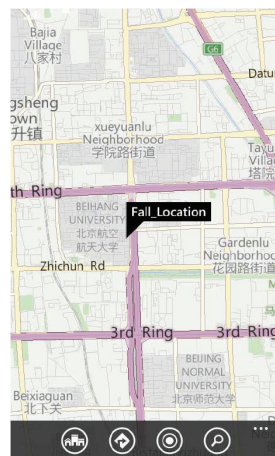 Bajia
Village
八家村
G6
Datu
gsheng
own
升镇
xueyuanlu
Neighborhood
学院路街道
Tayu
Villa
塔院
th Ring
BEIHANG
UNIVERSITY
北京航空
航天大学
Fall_Location
Gardenlu
Neighborhoo
花园路街道
Zhichun Rd
3rd Ring
3rd Ring
BEIJING
NORMAL
UNIVERSITY
北京师范大学
Beixiaguan
北下关